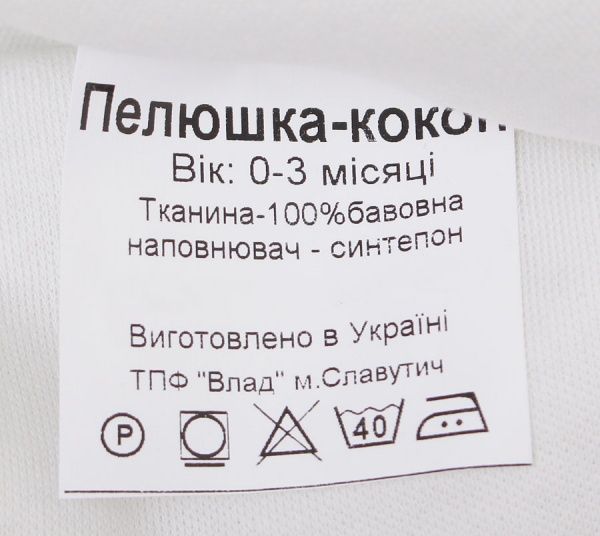 Пелюшка-кокон
Вік: 0-3 місяці
Тканина-100%бавовна
наповнювач - синтепон
Виготовлено в Україні
ТПФ "Влад" м.Славутич
P
40